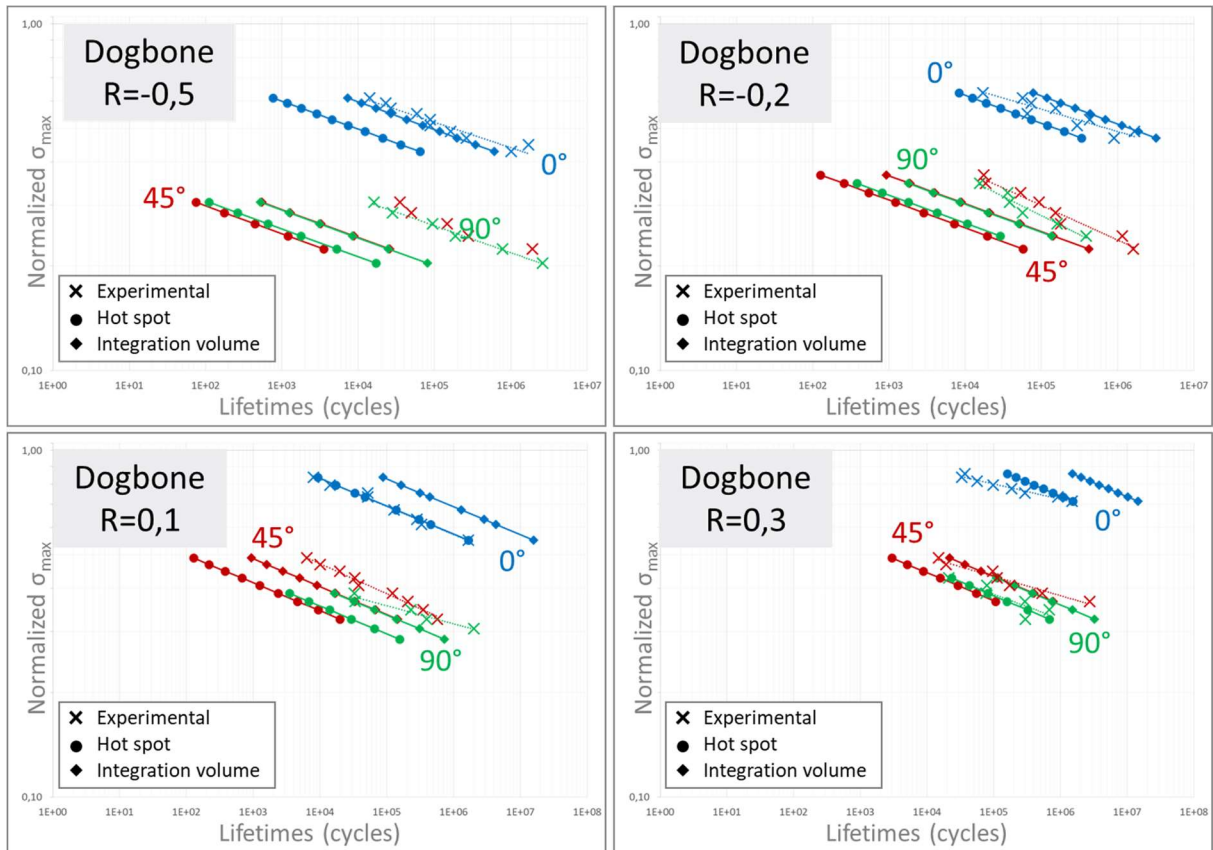 Dogbone
R=-0,5
1,00
Normalized σmax
0°
45°
90°
Experimental
Hot spot
Integration volume
0,10
1E+00 1E+01 1E+02 1E+03 1E+04 1E+05 1E+06 1E+07
Lifetimes (cycles)
Dogbone
R=-0,2
1,00
Normalized σmax
0°
90°
45°
Experimental
Hot spot
Integration volume
0,10
1E+00 1E+01 1E+02 1E+03 1E+04 1E+05 1E+06 1E+07
Lifetimes (cycles)
Dogbone
R=0,1
1,00
Normalized σmax
45°
0°
90°
Experimental
Hot spot
Integration volume
0,10
1E+00 1E+01 1E+02 1E+03 1E+04 1E+05 1E+06 1E+07 1E+08
Lifetimes (cycles)
Dogbone
R=0,3
1,00
Normalized σmax
45°
0°
90°
Experimental
Hot spot
Integration volume
0,10
1E+00 1E+01 1E+02 1E+03 1E+04 1E+05 1E+06 1E+07 1E+08
Lifetimes (cycles)